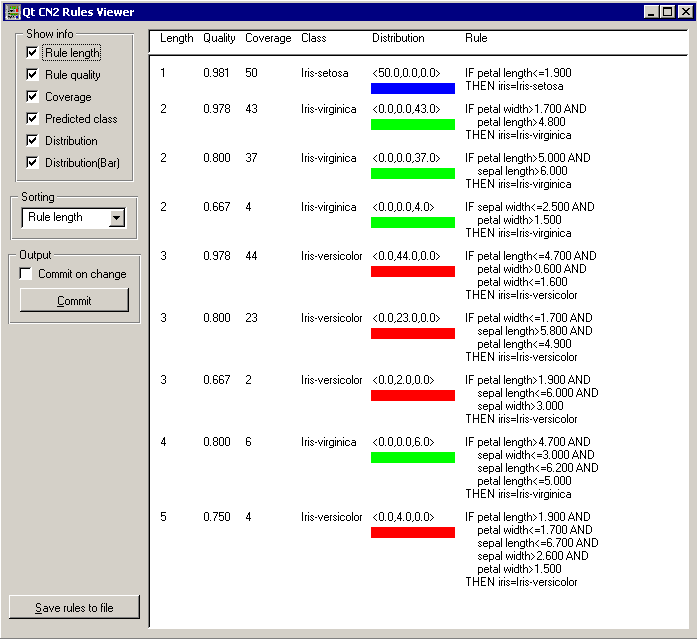 Qt CN2 Rules Viewer
Show info
Rule length
Rule quality
Coverage
Predicted class
Distribution
Distribution(Bar)
Sorting
Rule length
Output
Commit on change
Commit
Save rules to file
Length Quality Coverage Class Distribution Rule
1 0.981 50 Iris-setosa <50.0,0.0,0.0> IF petal length<=1.900
THEN iris=Iris-setosa
2 0.978 43 Iris-virginica <0.0,0.0,43.0> IF petal width>1.700 AND
petal length>4.800
THEN iris=Iris-virginica
2 0.800 37 Iris-virginica <0.0,0.0,37.0> IF petal length>5.000 AND
sepal length>6.000
THEN iris=Iris-virginica
2 0.667 4 Iris-virginica <0.0,0.0,4.0> IF sepal width<=2.500 AND
petal width>1.500
THEN iris=Iris-virginica
3 0.978 44 Iris-versicolor <0.0,44.0,0.0> IF petal length<=4.700 AND
petal width>0.600 AND
petal width<=1.600
THEN iris=Iris-versicolor
3 0.800 23 Iris-versicolor <0.0,23.0,0.0> IF petal width<=1.700 AND
sepal length>5.800 AND
petal length<=4.900
THEN iris=Iris-versicolor
3 0.667 2 Iris-versicolor <0.0,2.0,0.0> IF petal length>1.900 AND
sepal length<=6.000 AND
sepal width>3.000
THEN iris=Iris-versicolor
4 0.800 6 Iris-virginica <0.0,0.0,6.0> IF petal length>4.700 AND
sepal width<=3.000 AND
sepal length<=6.200 AND
petal length<=5.000
THEN iris=Iris-virginica
5 0.750 4 Iris-versicolor <0.0,4.0,0.0> IF petal length>1.900 AND
petal width<=1.700 AND
sepal length<=6.700 AND
sepal width>2.600 AND
petal width>1.500
THEN iris=Iris-versicolor